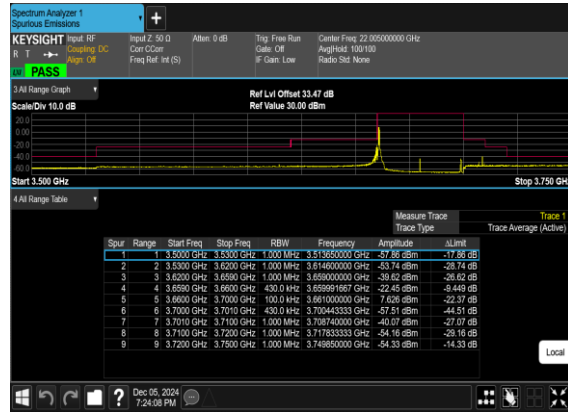 Spectrum Analyzer 1
Spurious Emissions
KEYSIGHT Input: RF Input Z: 50 Ω Atten: 0 dB Trig: Free Run Center Freq: 22.005000000 GHz
R T Coupling: DC Corr CCorr Gate: Off Avg|Hold: 100/100
Align: Off Freq Ref: Int (S) IF Gain: Low Radio Std: None
PASS
3 All Range Graph Ref Lvl Offset 33.47 dB
Scale/Div 10.0 dB Ref Value 30.00 dBm
20.0
0.00
-20.0
-40.0
-60.0
Start 3.500 GHz Stop 3.750 GHz
4 All Range Table
Measure Trace Trace 1
Trace Type Trace Average (Active)
Spur Range Start Freq Stop Freq RBW Frequency Amplitude ΔLimit
1 1 3.5000 GHz 3.5300 GHz 1.000 MHz 3.513650000 GHz -57.86 dBm -17.86 dB
2 2 3.5300 GHz 3.6200 GHz 1.000 MHz 3.614600000 GHz -53.74 dBm -28.74 dB
3 3 3.6200 GHz 3.6590 GHz 1.000 MHz 3.659000000 GHz -39.62 dBm -26.62 dB
4 4 3.6590 GHz 3.6600 GHz 430.0 kHz 3.659991667 GHz -22.45 dBm -9.449 dB
5 5 3.6600 GHz 3.7000 GHz 100.0 kHz 3.661000000 GHz 7.626 dBm -22.37 dB
6 6 3.7000 GHz 3.7010 GHz 430.0 kHz 3.700443333 GHz -57.51 dBm -44.51 dB
7 7 3.7010 GHz 3.7100 GHz 1.000 MHz 3.708740000 GHz -40.07 dBm -27.07 dB
8 8 3.7100 GHz 3.7200 GHz 1.000 MHz 3.717833333 GHz -54.16 dBm -29.16 dB
9 9 3.7200 GHz 3.7500 GHz 1.000 MHz 3.749850000 GHz -54.33 dBm -14.33 dB
Local
Dec 05, 2024
7:24:08 PM